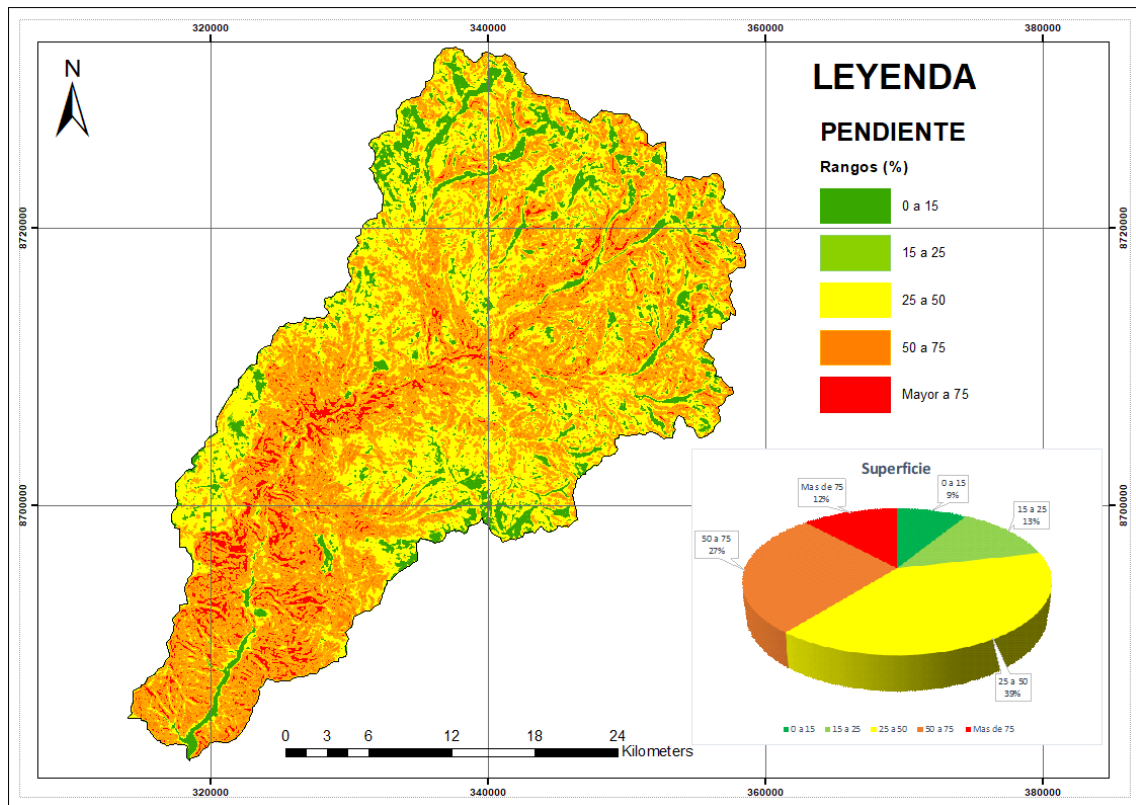 320000
340000
360000
380000
N
LEYENDA
PENDIENTE
Rangos (%)
0 a 15
15 a 25
25 a 50
50 a 75
Mayor a 75
8720000
8720000
8700000
8700000
Superficie
Mas de 75
12%
0 a 15
9%
15 a 25
13%
50 a 75
27%
25 a 50
39%
0 a 15
15 a 25
25 a 50
50 a 75
Mas de 75
0 3 6 12 18 24
Kilometers
320000
340000
360000
380000